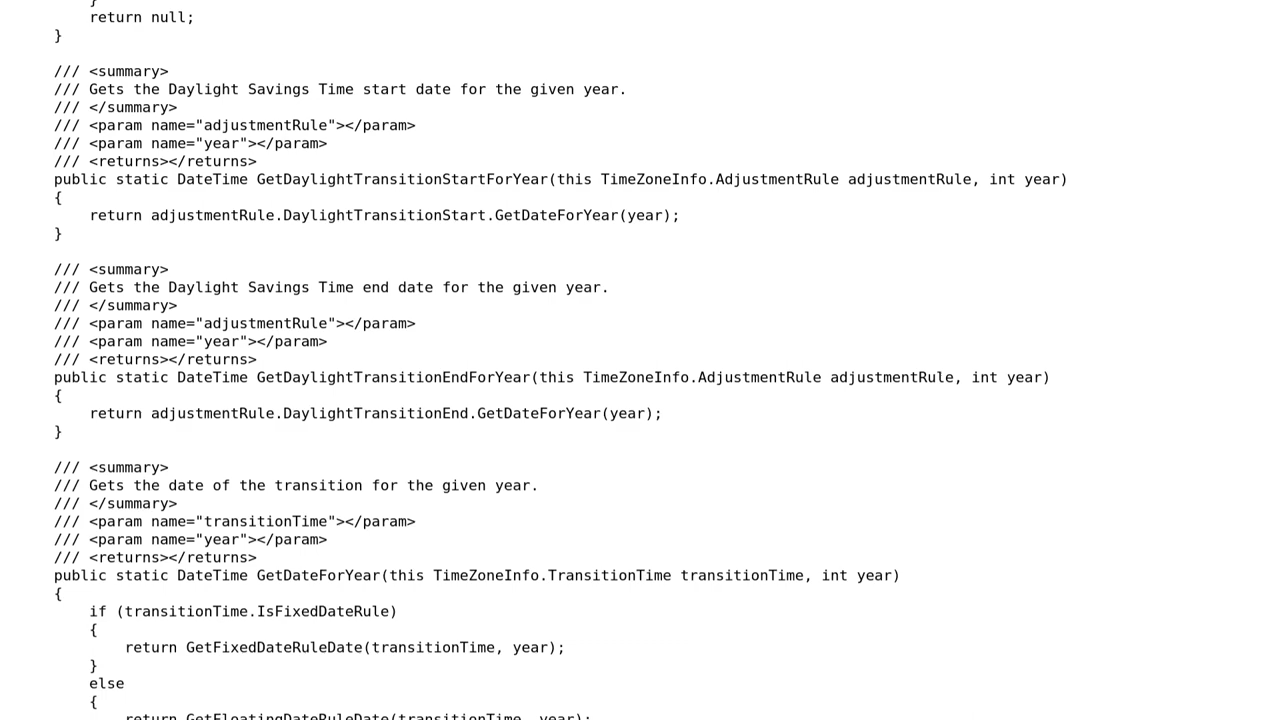 }
return null;
}
/// <summary>
/// Gets the Daylight Savings Time start date for the given year.
/// </summary>
/// <param name="adjustmentRule"></param>
/// <param name="year"></param>
/// <returns></returns>
public static DateTime GetDaylightTransitionStartForYear(this TimeZoneInfo.AdjustmentRule adjustmentRule, int year)
{
return adjustmentRule.DaylightTransitionStart.GetDateForYear(year);
}
/// <summary>
/// Gets the Daylight Savings Time end date for the given year.
/// </summary>
/// <param name="adjustmentRule"></param>
/// <param name="year"></param>
/// <returns></returns>
public static DateTime GetDaylightTransitionEndForYear(this TimeZoneInfo.AdjustmentRule adjustmentRule, int year)
{
return adjustmentRule.DaylightTransitionEnd.GetDateForYear(year);
}
/// <summary>
/// Gets the date of the transition for the given year.
/// </summary>
/// <param name="transitionTime"></param>
/// <param name="year"></param>
/// <returns></returns>
public static DateTime GetDateForYear(this TimeZoneInfo.TransitionTime transitionTime, int year)
{
if (transitionTime.IsFixedDateRule)
{
return GetFixedDateRuleDate(transitionTime, year);
}
else
{
return GetFloatingDateRuleDate(transitionTime, year);